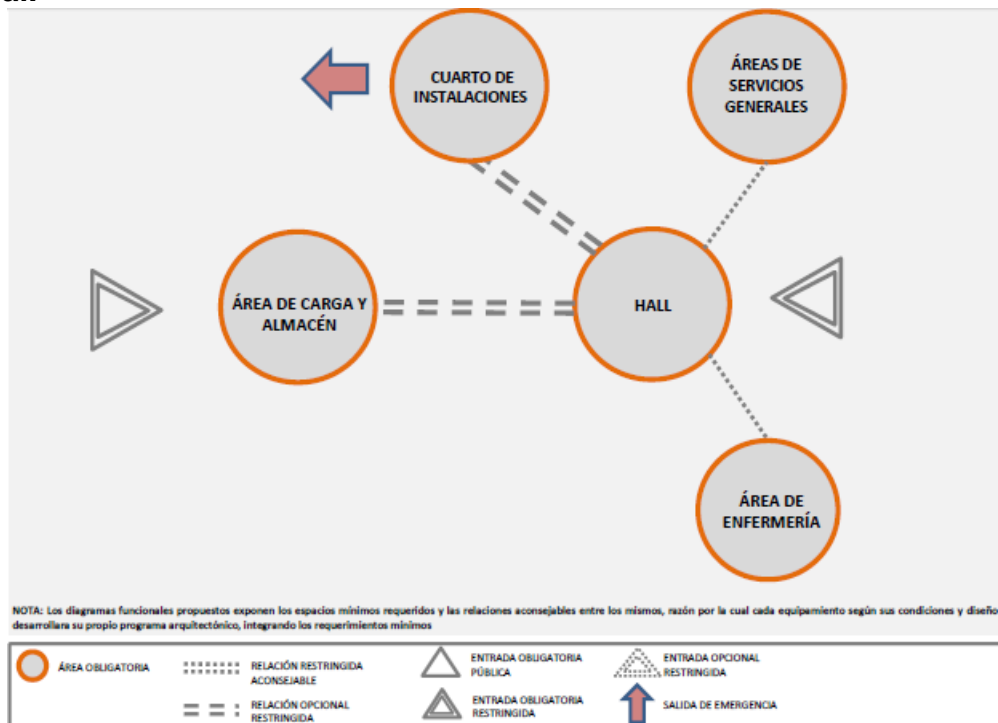 CUARTO DE
INSTALACIONES
ÁREAS DE
SERVICIOS
GENERALES
ÁREA DE CARGA Y
ALMACÉN
HALL
ÁREA DE
ENFERMERÍA
NOTA: Los diagramas funcionales propuestos exponen los espacios mínimos requeridos y las relaciones aconsejables entre los mismos, razón por la cual cada equipamiento según sus condiciones y diseño
desarrollara su propio programa arquitectónico, integrando los requerimientos mínimos
ÁREA OBLIGATORIA
RELACIÓN RESTRINGIDA
ACONSEJABLE
RELACIÓN OPCIONAL
RESTRINGIDA
ENTRADA OBLIGATORIA
PÚBLICA
ENTRADA OBLIGATORIA
RESTRINGIDA
ENTRADA OPCIONAL
RESTRINGIDA
SALIDA DE EMERGENCIA